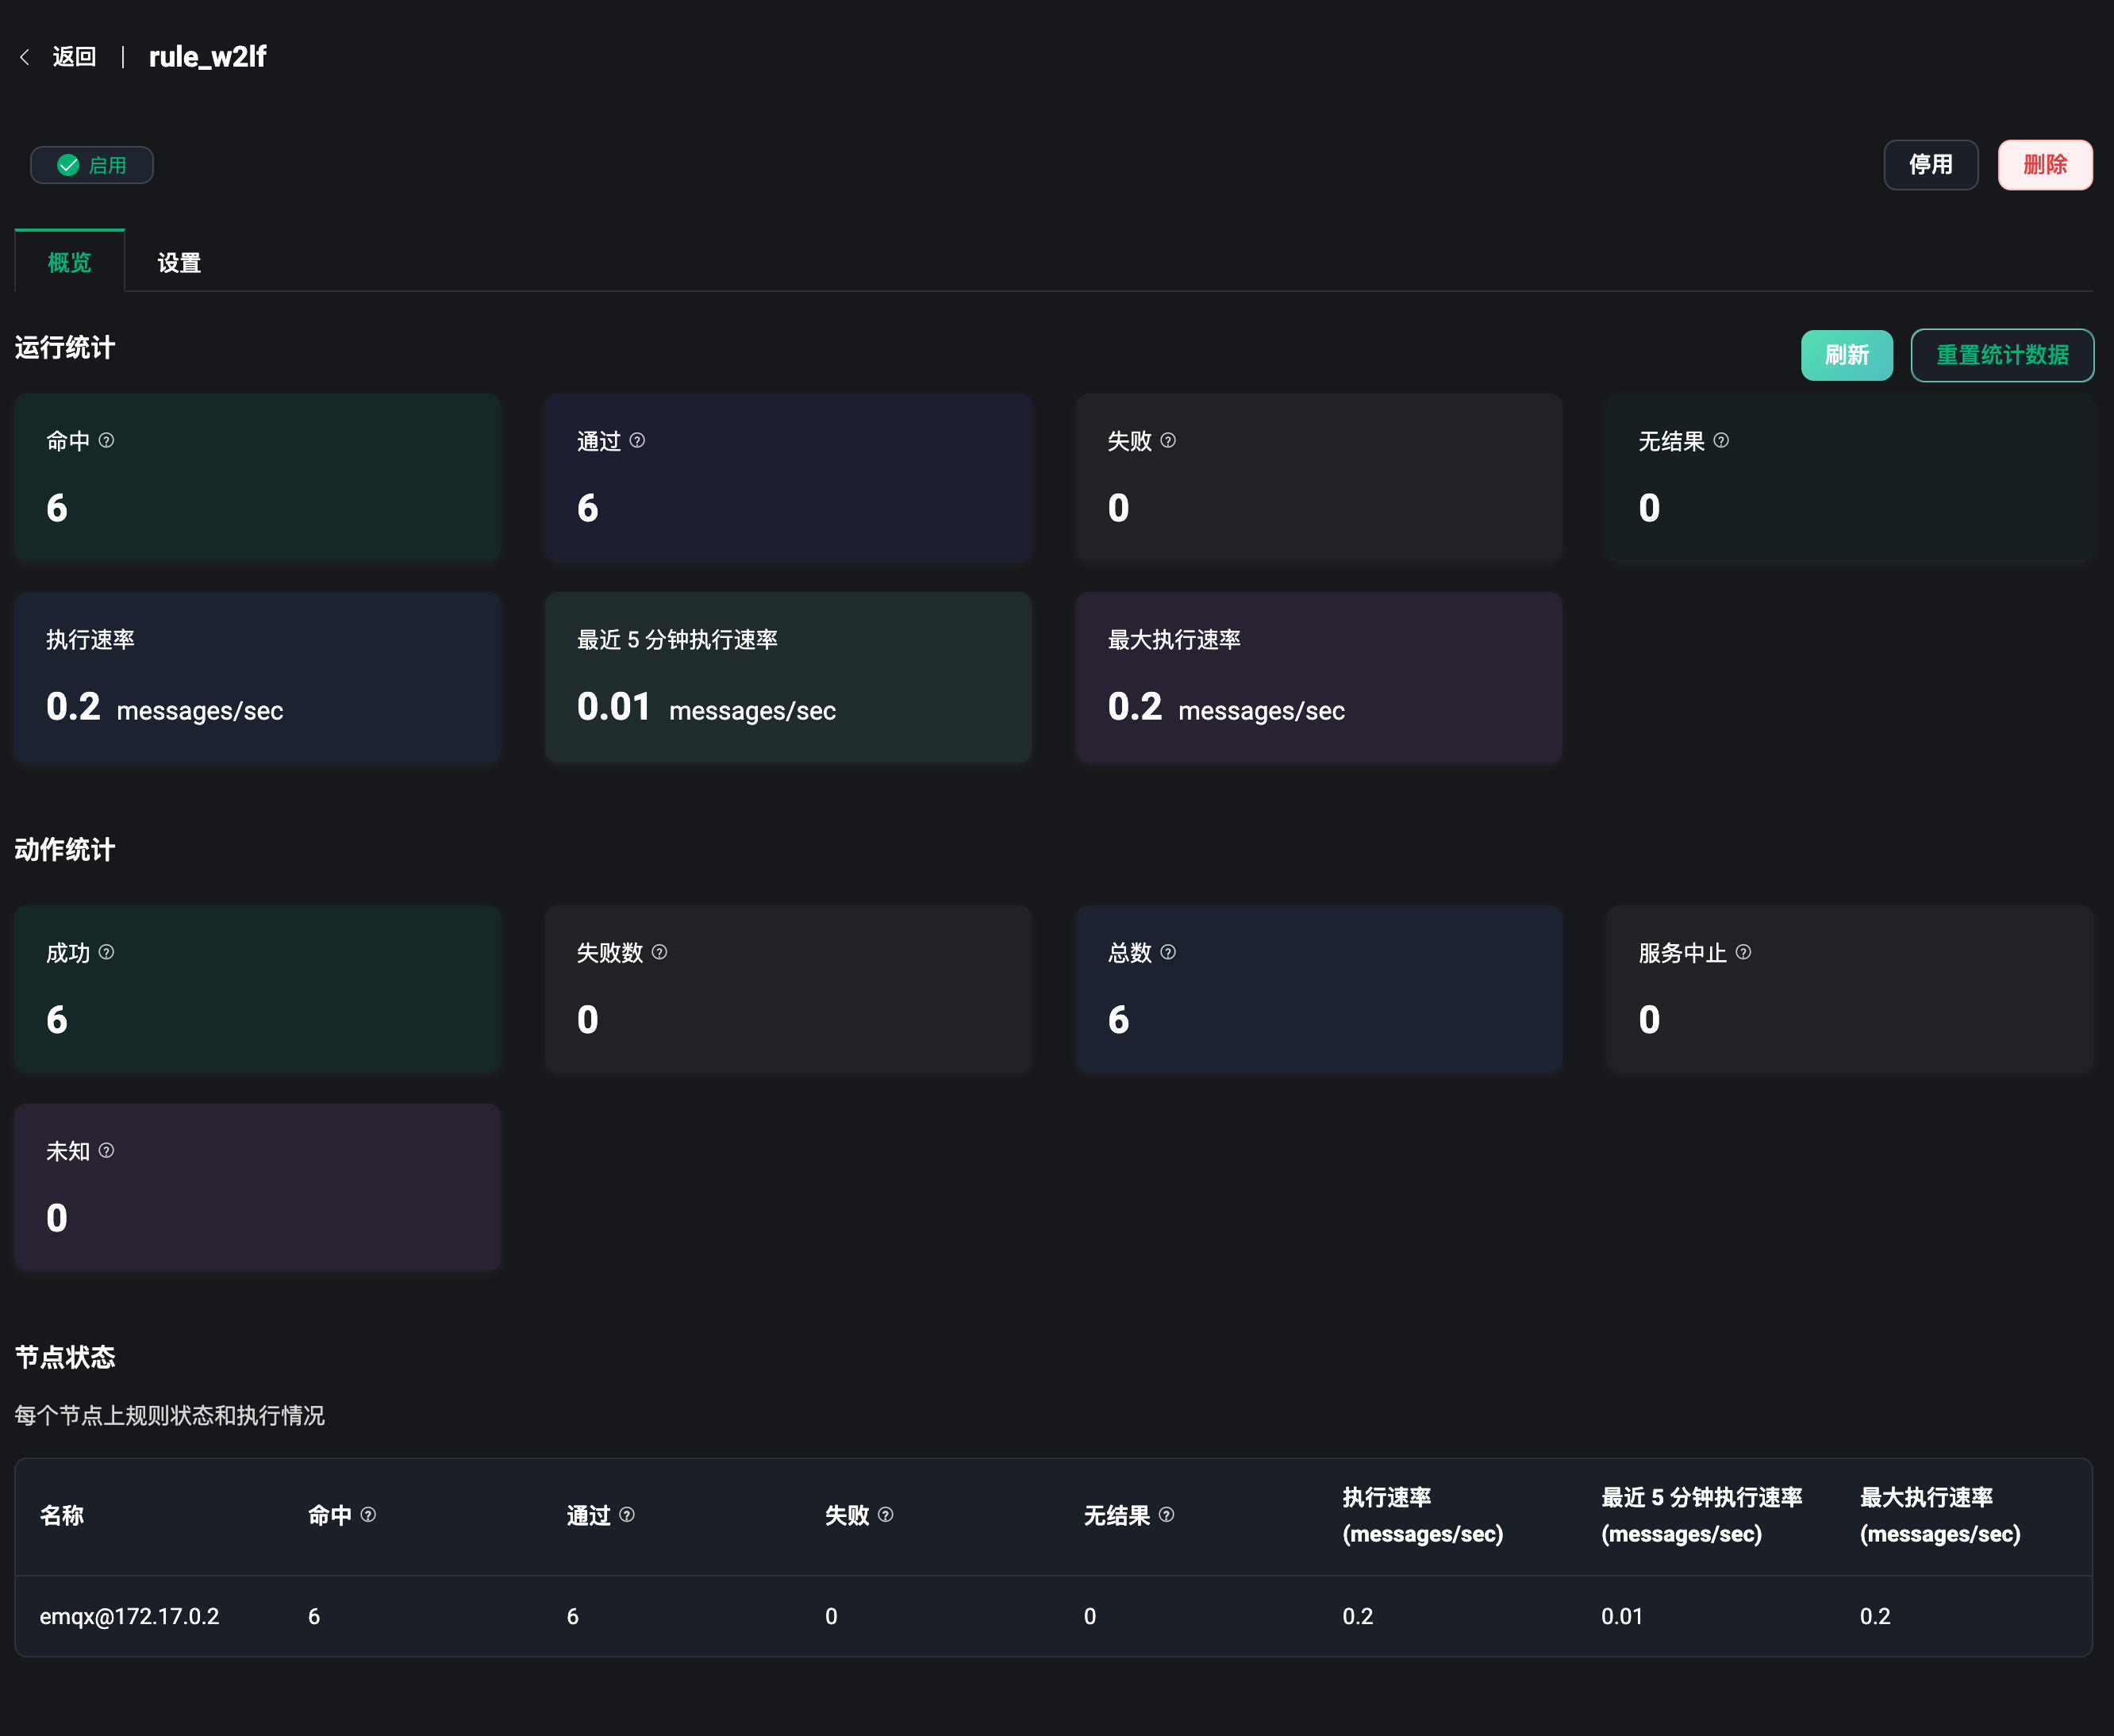 返回 | rule_w2lf
启用
停用 删除
概览 设置
运行统计
刷新 重置统计数据
命中 通过 失败 无结果
6 6 0 0
执行速率 最近 5 分钟执行速率 最大执行速率
0.2 messages/sec 0.01 messages/sec 0.2 messages/sec
动作统计
成功 失败数 总数 服务中止
6 0 6 0
未知
0
节点状态
每个节点上规则状态和执行情况
名称 命中 通过 失败 无结果 执行速率 (messages/sec) 最近 5 分钟执行速率 (messages/sec) 最大执行速率 (messages/sec)
emqx@172.17.0.2 6 6 0 0 0.2 0.01 0.2